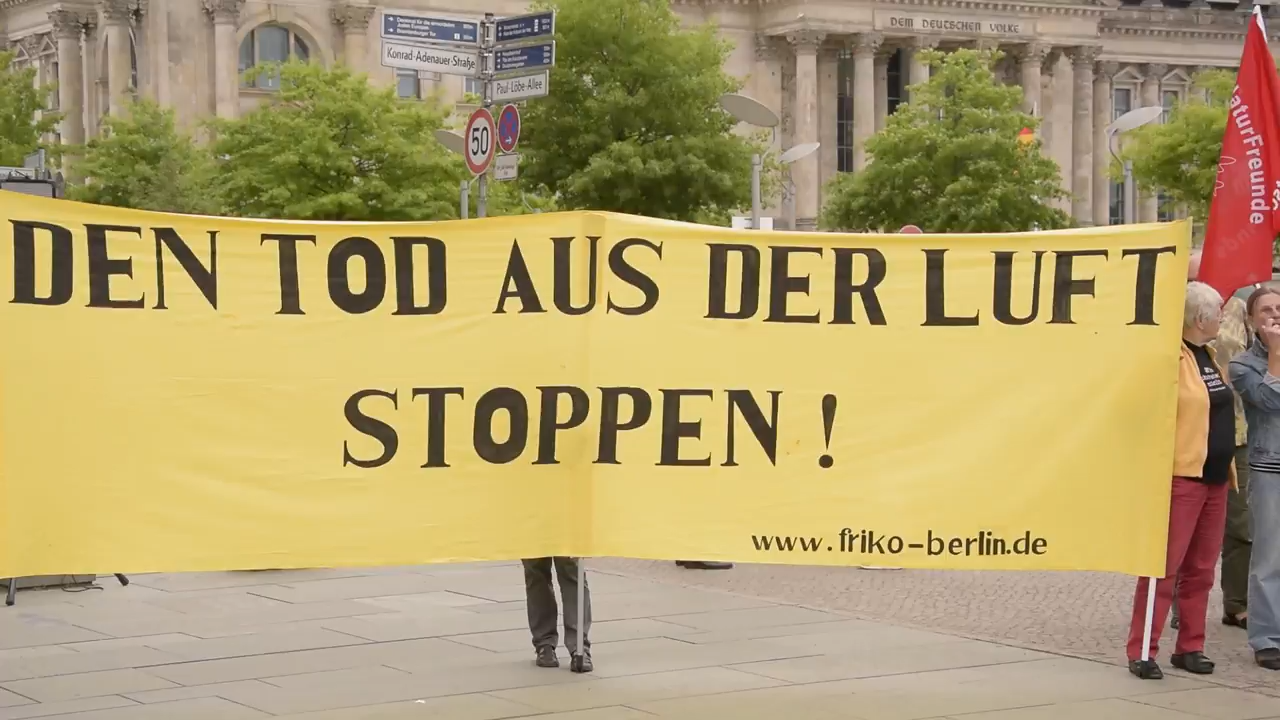 DEM DEUTSCHEN VOLKE
Konrad-Adenauer-Straße
Paul-Löbe-Allee
50
NaturFreunde
DEN TOD AUS DER LUFT
STOPPEN !
www.friko-berlin.de